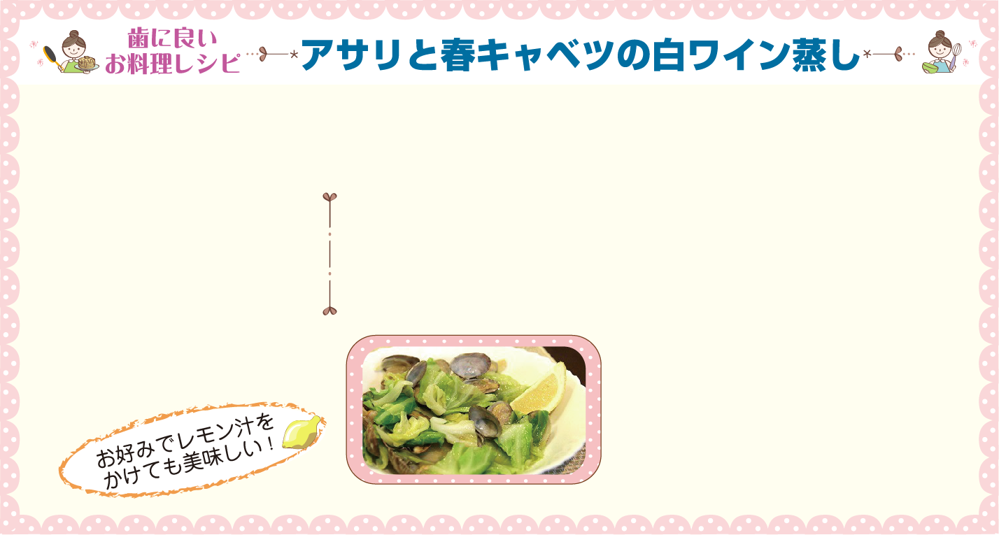 歯に良い
お料理レシピ
アサリと春キャベツの白ワイン蒸し
お好みでレモン汁を
かけても美味しい！